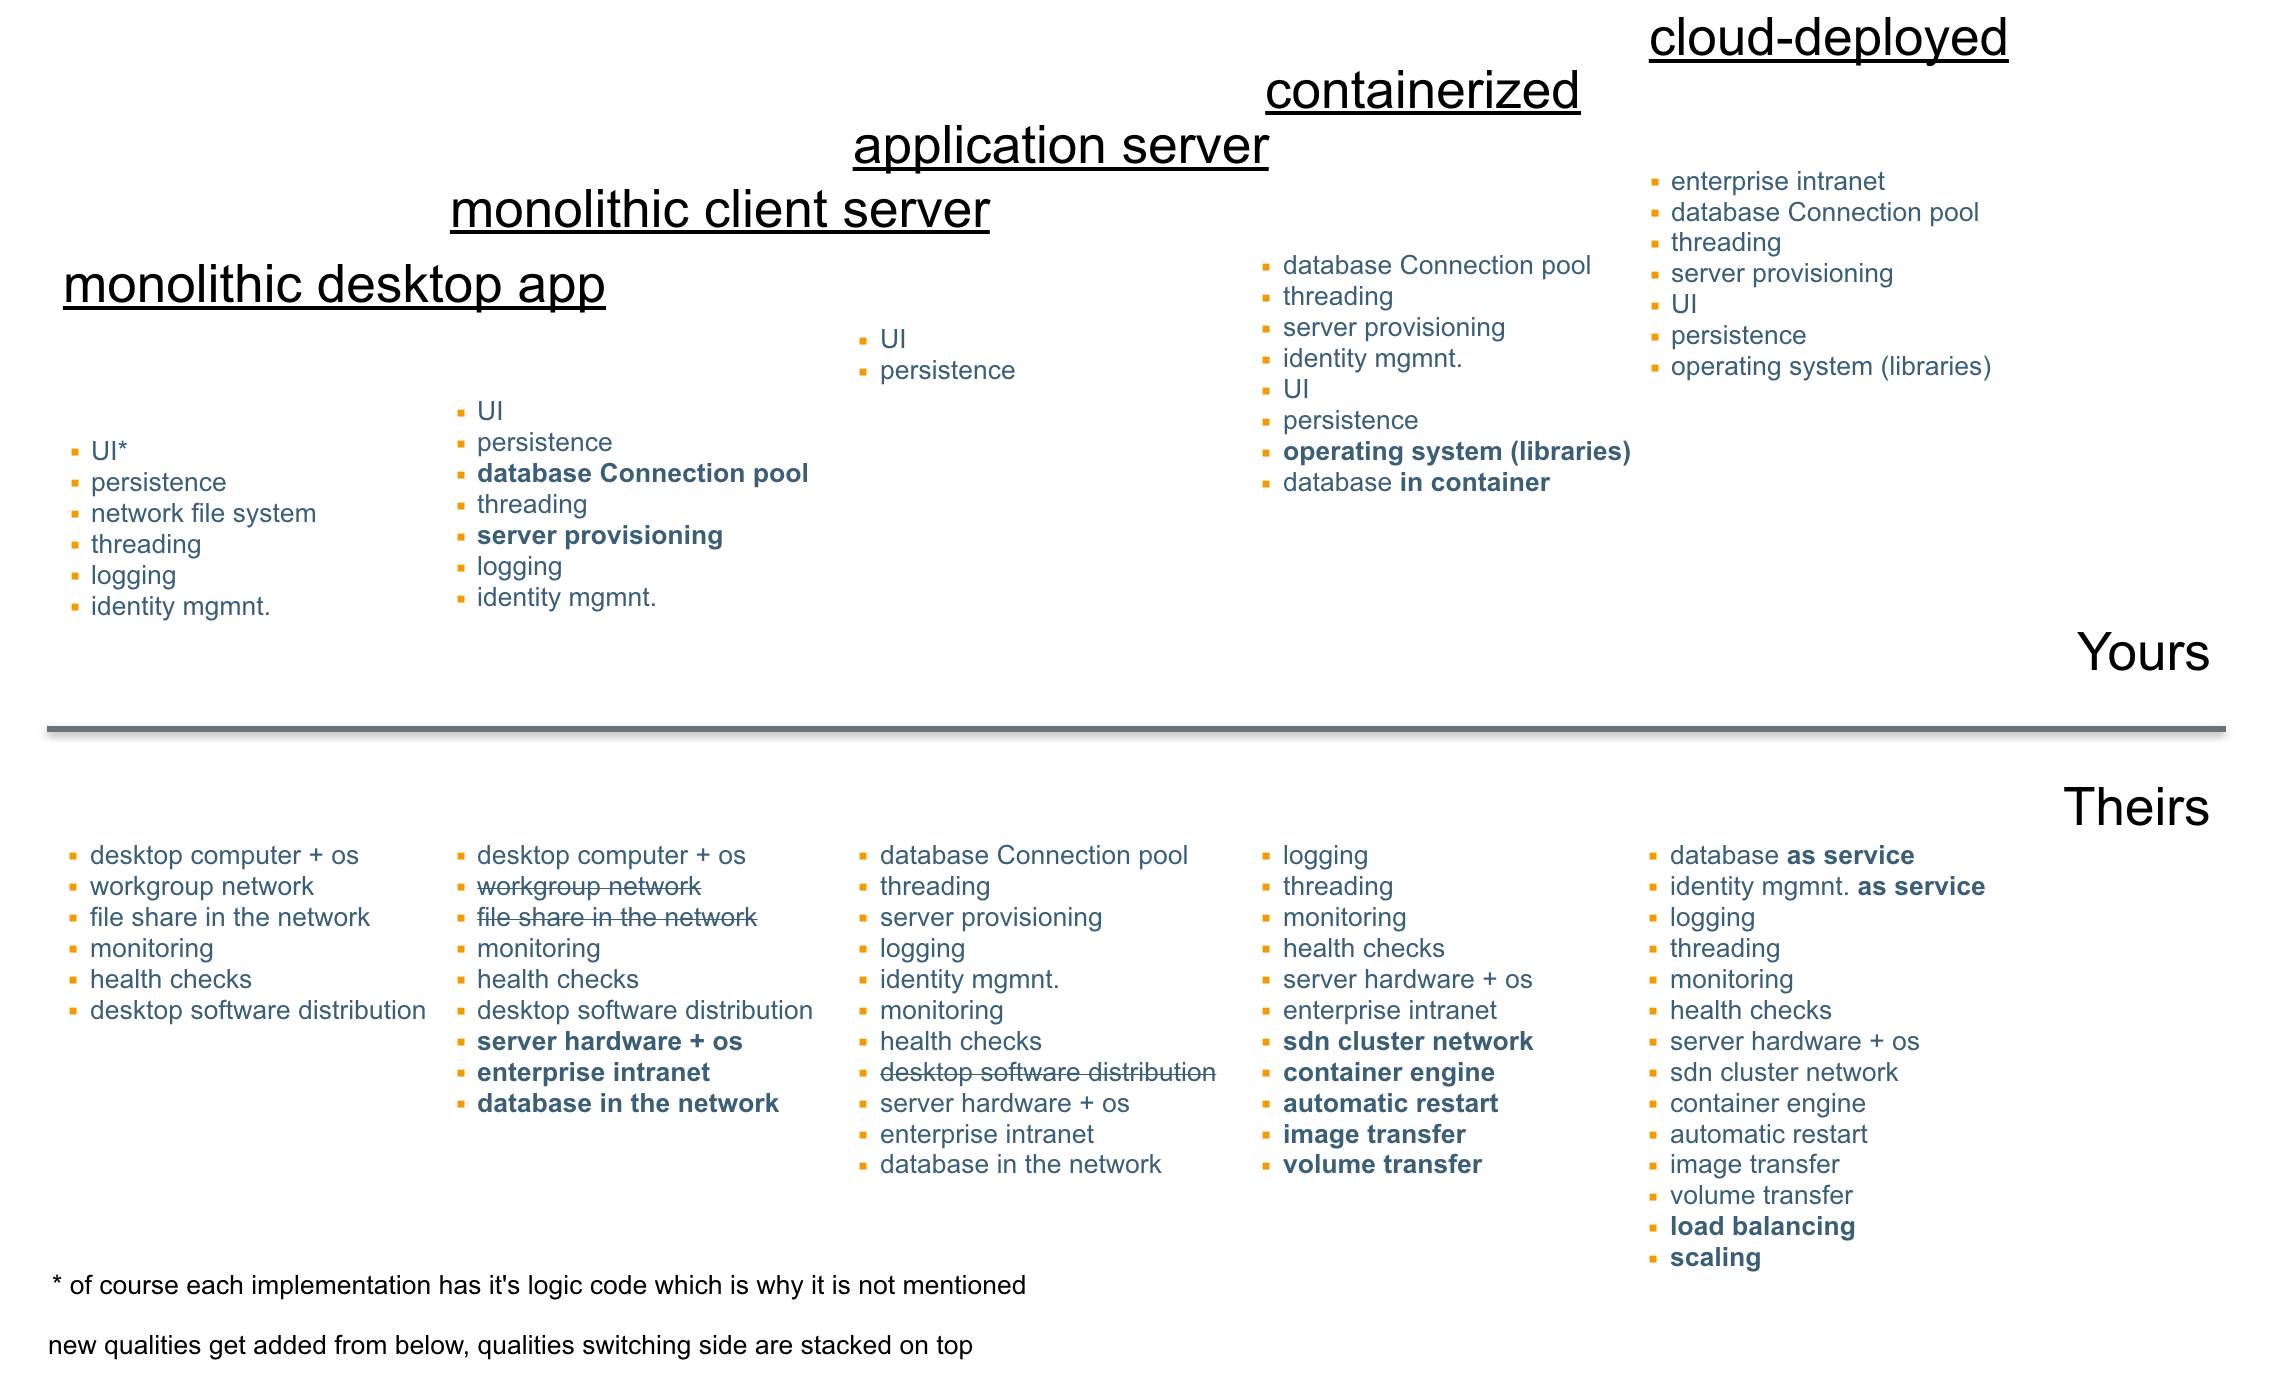 cloud-deployed
containerized
application server
monolithic client server
monolithic desktop app
UI*
persistence
network file system
threading
logging
identity mgmnt.
UI
persistence
database Connection pool
threading
server provisioning
logging
identity mgmnt.
UI
persistence
database Connection pool
threading
server provisioning
identity mgmnt.
UI
persistence
operating system (libraries)
database in container
enterprise intranet
database Connection pool
threading
server provisioning
UI
persistence
operating system (libraries)
Yours
Theirs
desktop computer + os
workgroup network
file share in the network
monitoring
health checks
desktop software distribution
desktop computer + os
workgroup network
file share in the network
monitoring
health checks
desktop software distribution
server hardware + os
enterprise intranet
database in the network
database Connection pool
threading
server provisioning
logging
identity mgmnt.
monitoring
health checks
desktop software distribution
server hardware + os
enterprise intranet
database in the network
logging
threading
monitoring
health checks
server hardware + os
enterprise intranet
sdn cluster network
container engine
automatic restart
image transfer
volume transfer
database as service
identity mgmnt. as service
logging
threading
monitoring
health checks
server hardware + os
sdn cluster network
container engine
automatic restart
image transfer
volume transfer
load balancing
scaling
* of course each implementation has it's logic code which is why it is not mentioned
new qualities get added from below, qualities switching side are stacked on top